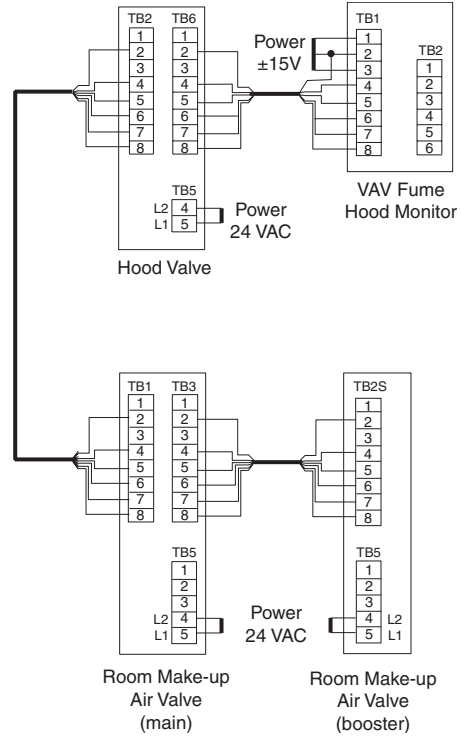 TB2
1
2
3
4
5
6
7
8
TB6
1
2
3
4
5
6
7
8
TB5
L2 4
L1 5
Power
24 VAC
Hood Valve
Power
±15V
TB1
1
2
3
4
5
6
7
8
TB2
1
2
3
4
5
6
VAV Fume
Hood Monitor
TB1
1
2
3
4
5
6
7
8
TB3
1
2
3
4
5
6
7
8
TB5
1
2
3
L2 4
L1 5
Room Make-up
Air Valve
(main)
Power
24 VAC
TB2S
1
2
3
4
5
6
7
8
TB5
1
2
3
4 L2
5 L1
Room Make-up
Air Valve
(booster)